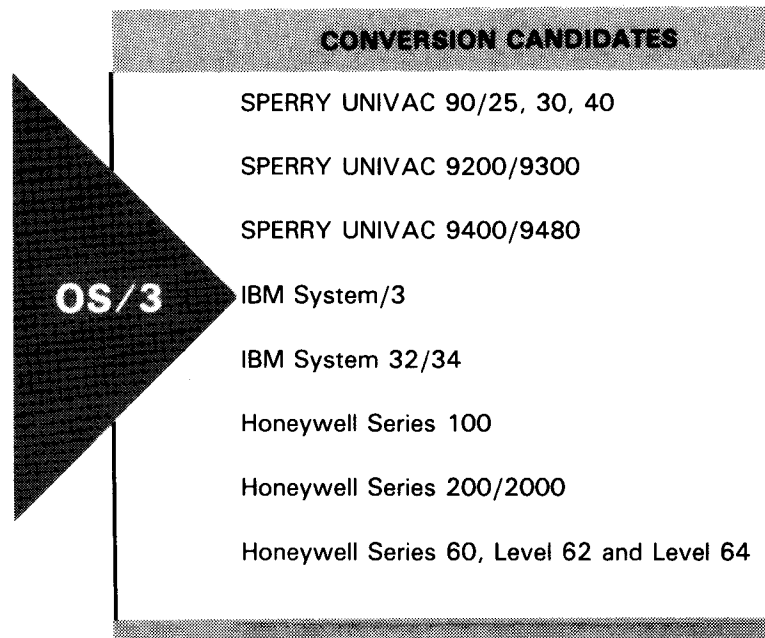 CONVERSION CANDIDATES
SPERRY UNIVAC 90/25, 30, 40
SPERRY UNIVAC 9200/9300
SPERRY UNIVAC 9400/9480
OS/3
IBM System/3
IBM System 32/34
Honeywell Series 100
Honeywell Series 200/2000
Honeywell Series 60, Level 62 and Level 64